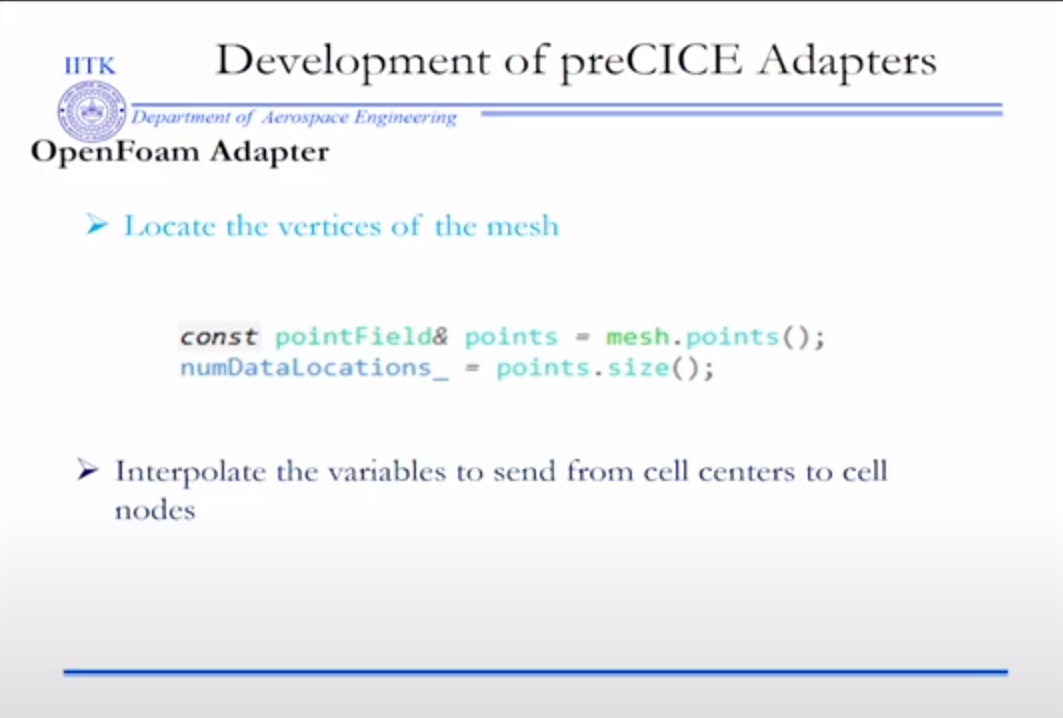 IITK
Development of preCICE Adapters
Department of Aerospace Engineering
OpenFoam Adapter
➢ Locate the vertices of the mesh
const pointField& points = mesh.points();
numDataLocations_ = points.size();
➢ Interpolate the variables to send from cell centers to cell
nodes